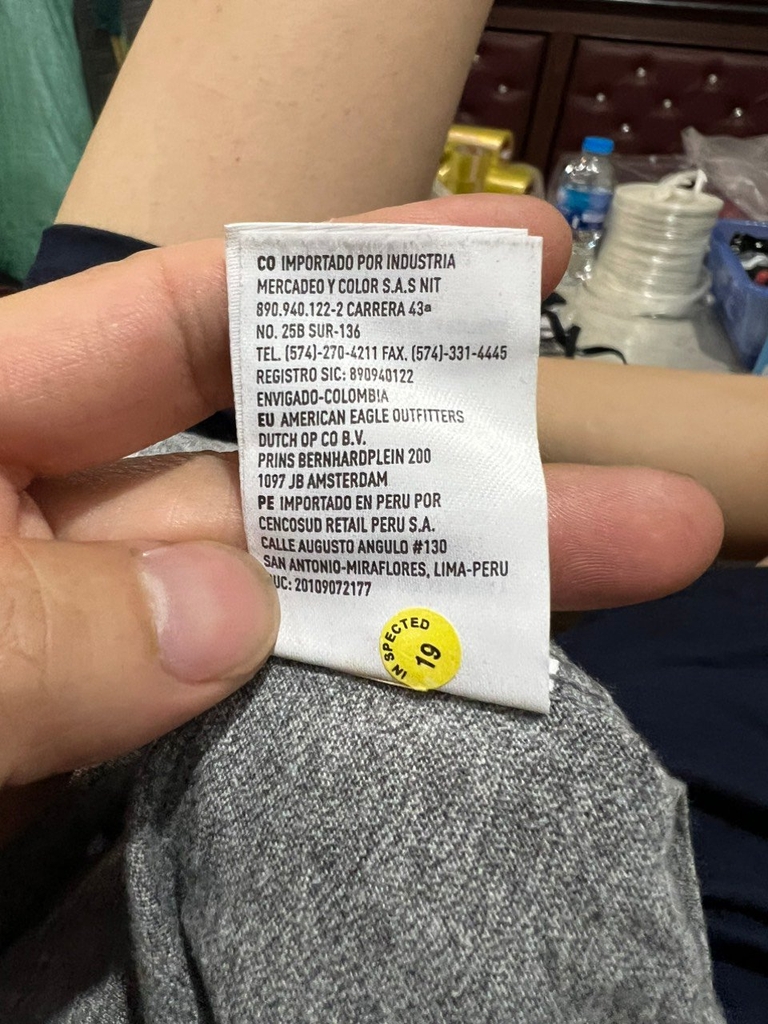 CO IMPORTADO POR INDUSTRIA
MERCADEO Y COLOR S.A.S NIT
890.940.122-2 CARRERA 43ª
NO. 25B SUR-136
TEL. (574)-270-4211 FAX. (574)-331-4445
REGISTRO SIC: 890940122
ENVIGADO-COLOMBIA
EU AMERICAN EAGLE OUTFITTERS
DUTCH OP CO B.V.
PRINS BERNHARDPLEIN 200
1097 JB AMSTERDAM
PE IMPORTADO EN PERU POR
CENCOSUD RETAIL PERU S.A.
CALLE AUGUSTO ANGULO #130
SAN ANTONIO-MIRAFLORES, LIMA-PERU
RUC: 20109072177
INSPECTED
19